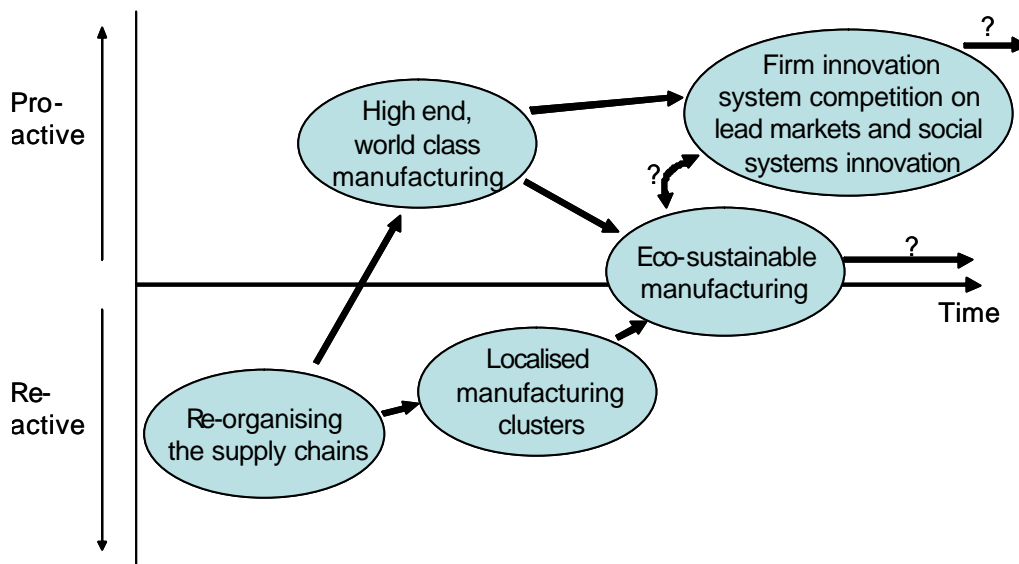 ?
Pro-
active
High end,
world class
manufacturing
Firm innovation
system competition on
lead markets and social
systems innovation
?
Eco-sustainable
manufacturing
?
Time
Re-
active
Localised
manufacturing
clusters
Re-organising
the supply chains